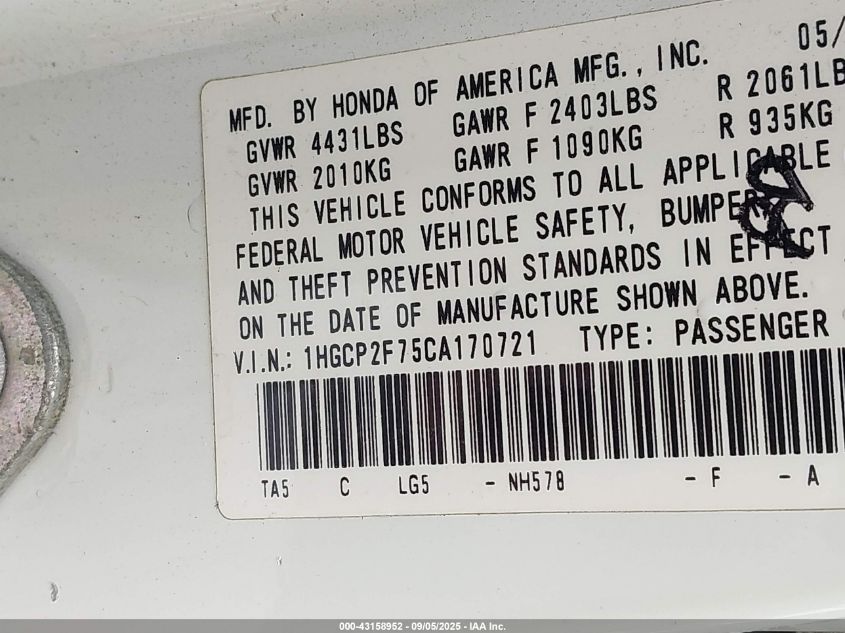 05/
MFD. BY HONDA OF AMERICA MFG., INC.
GVWR 4431LBS GAWR F 2403LBS R 2061LB
GVWR 2010KG GAWR F 1090KG R 935KG
THIS VEHICLE CONFORMS TO ALL APPLICABLE
FEDERAL MOTOR VEHICLE SAFETY, BUMPER,
AND THEFT PREVENTION STANDARDS IN EFFECT
ON THE DATE OF MANUFACTURE SHOWN ABOVE.
V.I.N.: 1HGCP2F75CA170721 TYPE: PASSENGER
TA5 C LG5 - NH578 - F - A
000-43158952 - 09/05/2025 - IAA Inc.